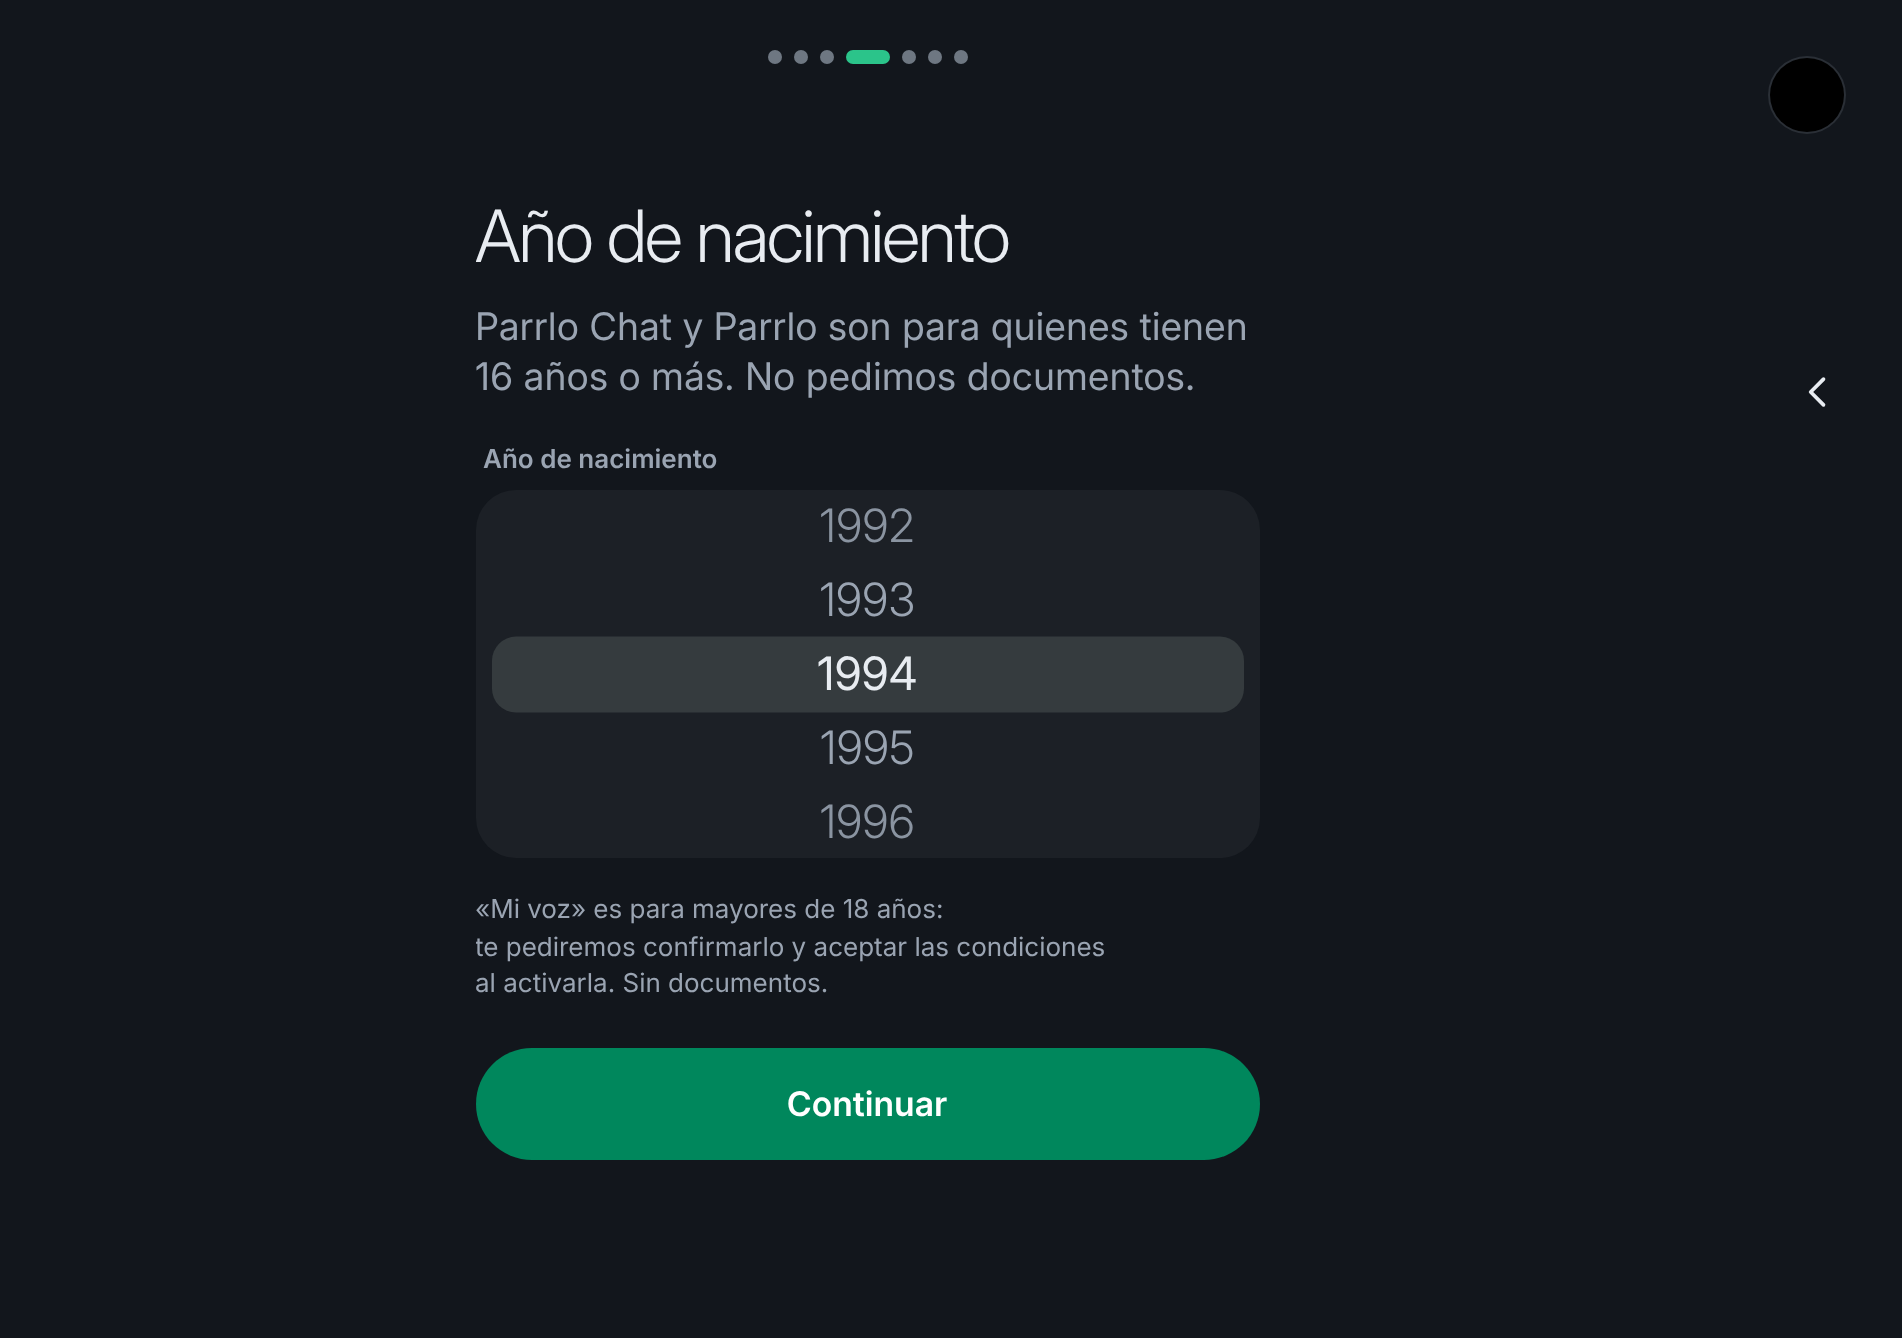 Año de nacimiento
Parrlo Chat y Parrlo son para quienes tienen
16 años o más. No pedimos documentos.
Año de nacimiento
1992
1993
1994
1995
1996
«Mi voz» es para mayores de 18 años:
te pediremos confirmarlo y aceptar las condiciones
al activarla. Sin documentos.
Continuar